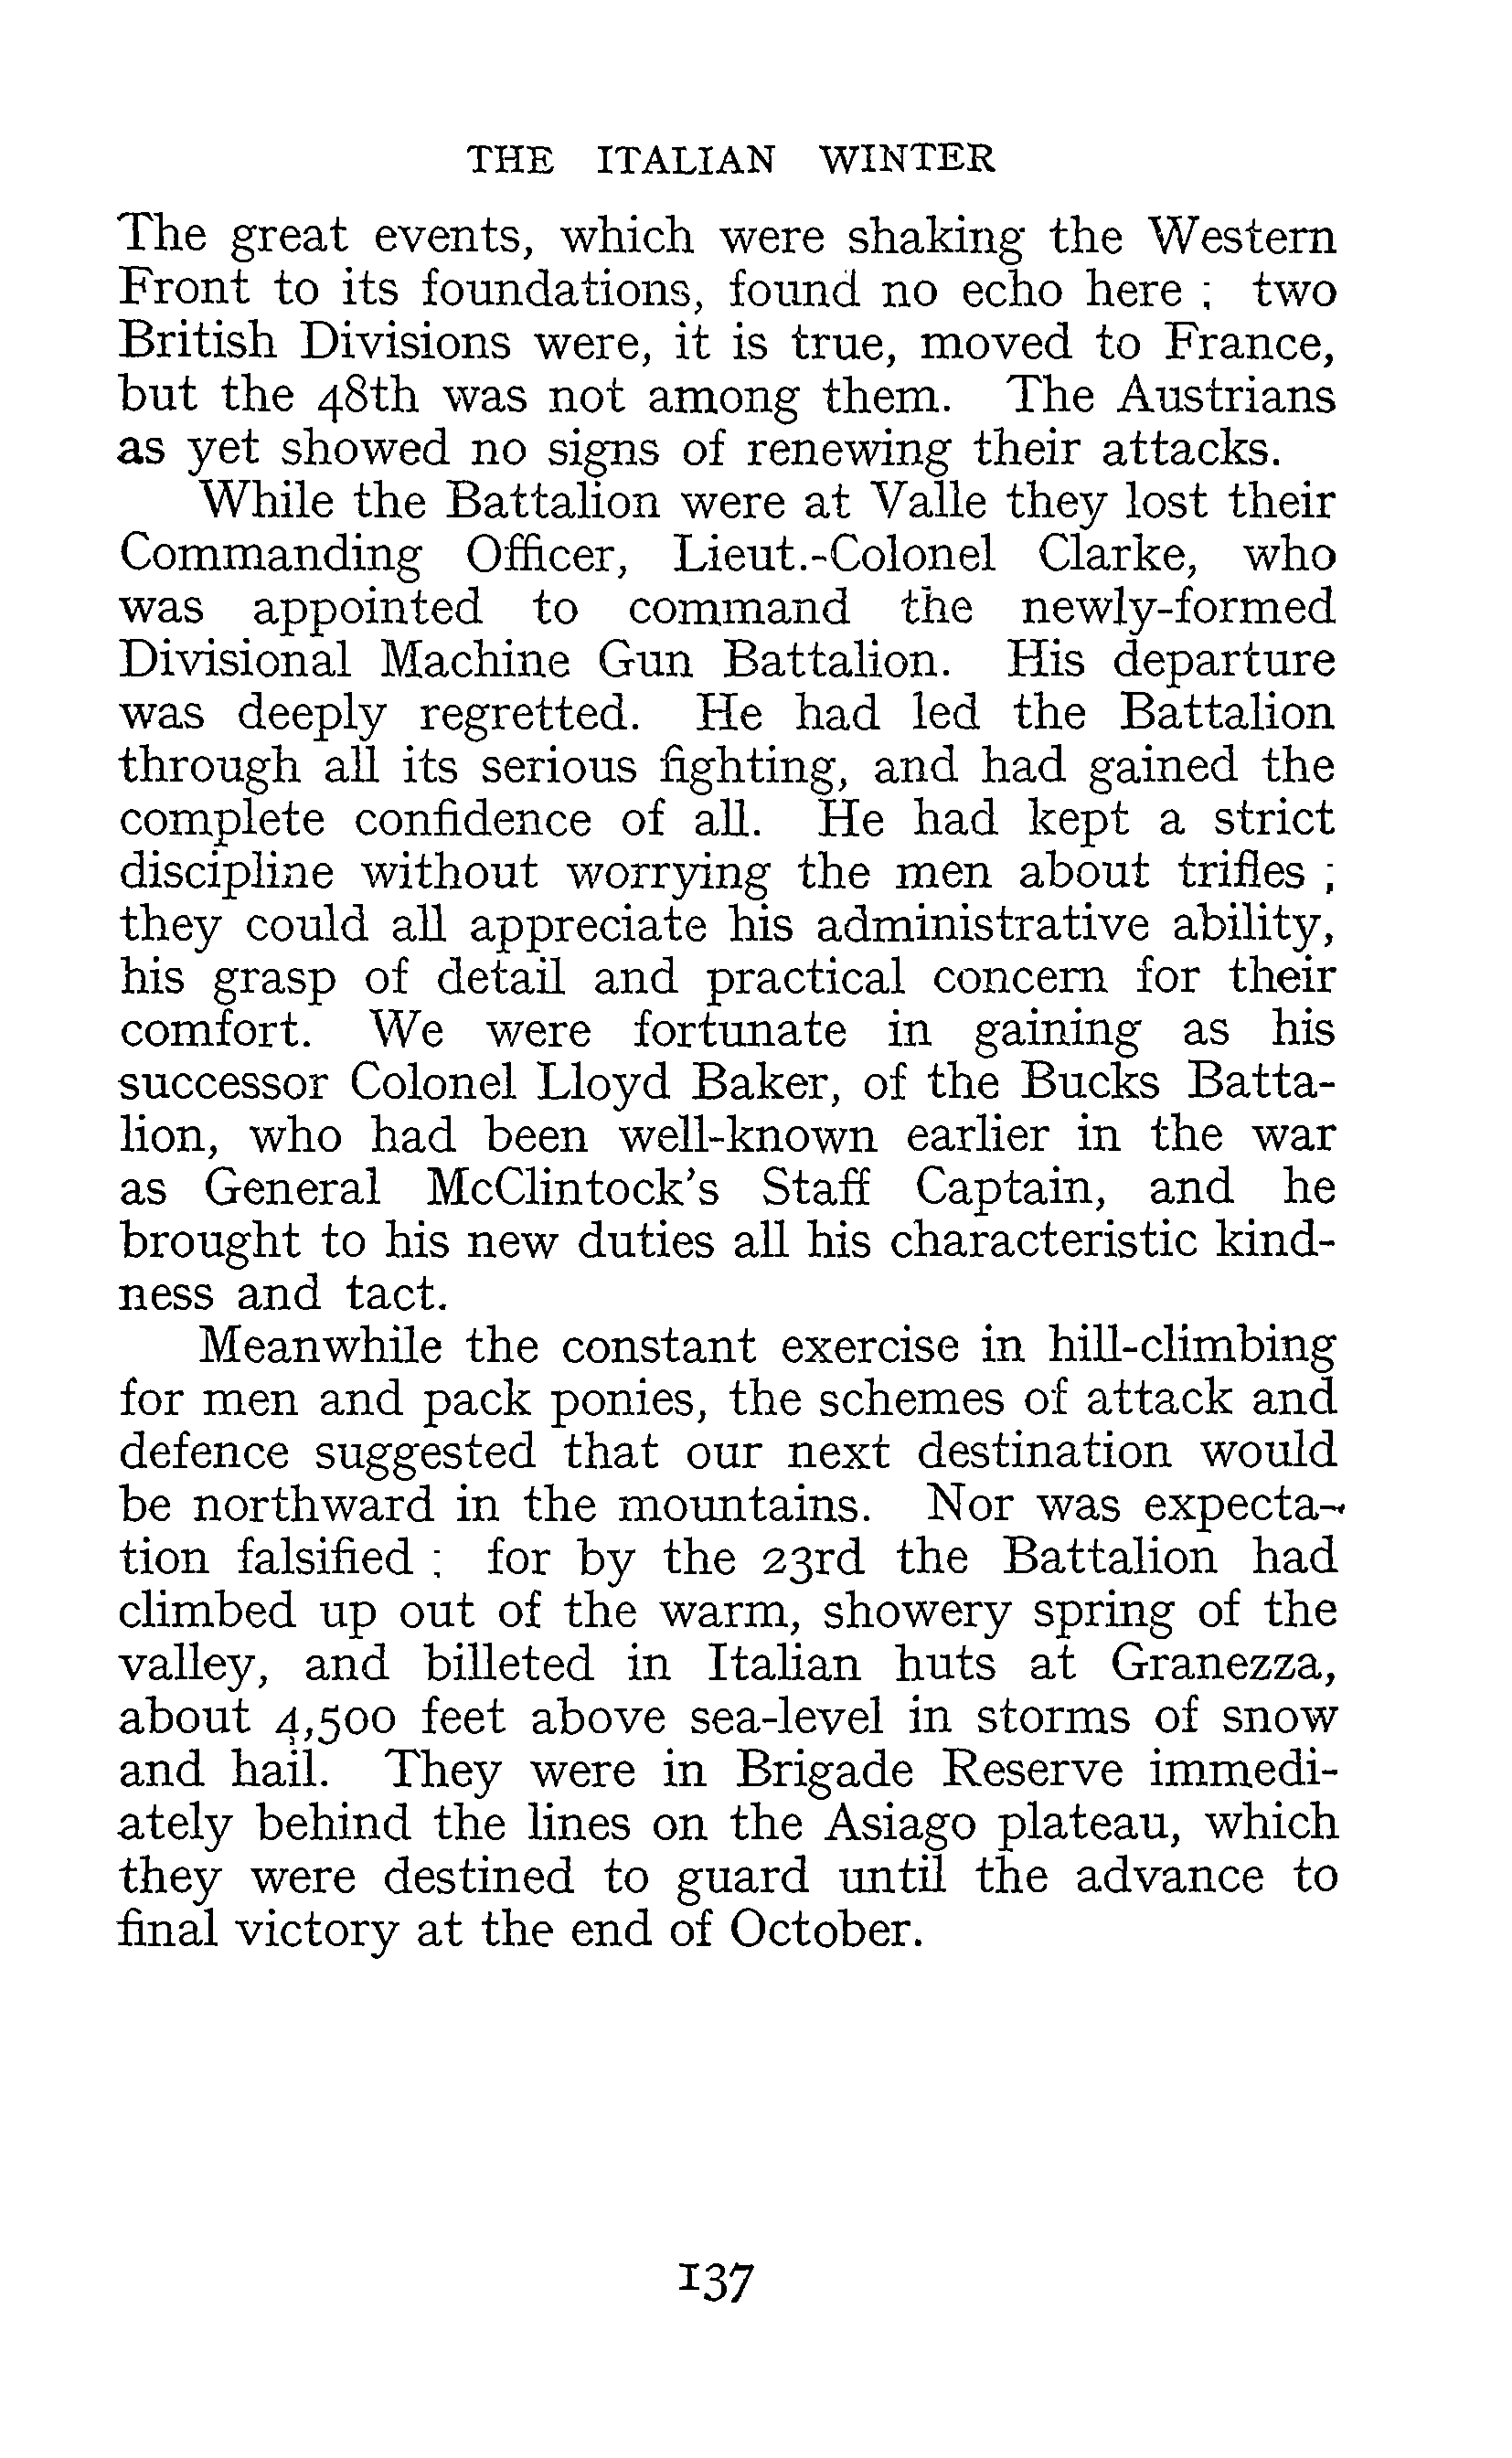 THE ITALIAN WINTER
The great events, which were shaking the Western
Front to its foundations, found no echo here ; two
British Divisions were, it is true, moved to France,
but the 48th was not among them. The Austrians
as yet showed no signs of renewing their attacks.
While the Battalion were at Valle they lost their
Commanding Officer, Lieut.-Colonel Clarke, who
was appointed to command the newly-formed
Divisional Machine Gun Battalion. His departure
was deeply regretted. He had led the Battalion
through all its serious fighting, and had gained the
complete confidence of all. He had kept a strict
discipline without worrying the men about trifles ;
they could all appreciate his administrative ability,
his grasp of detail and practical concern for their
comfort. We were fortunate in gaining as his
successor Colonel Lloyd Baker, of the Bucks Batta-
lion, who had been well-known earlier in the war
as General McClintock's Staff Captain, and he
brought to his new duties all his characteristic kind-
ness and tact.
Meanwhile the constant exercise in hill-climbing
for men and pack ponies, the schemes of attack and
defence suggested that our next destination would
be northward in the mountains. Nor was expecta-
tion falsified ; for by the 23rd the Battalion had
climbed up out of the warm, showery spring of the
valley, and billeted in Italian huts at Granezza,
about 4,500 feet above sea-level in storms of snow
and hail. They were in Brigade Reserve immedi-
ately behind the lines on the Asiago plateau, which
they were destined to guard until the advance to
final victory at the end of October.
137